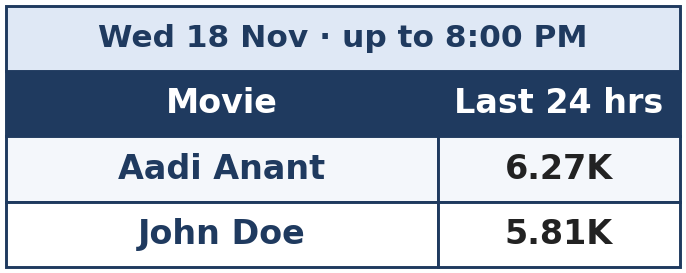 Wed 18 Nov · up to 8:00 PM
Movie Last 24 hrs
Aadi Anant 6.27K
John Doe 5.81K